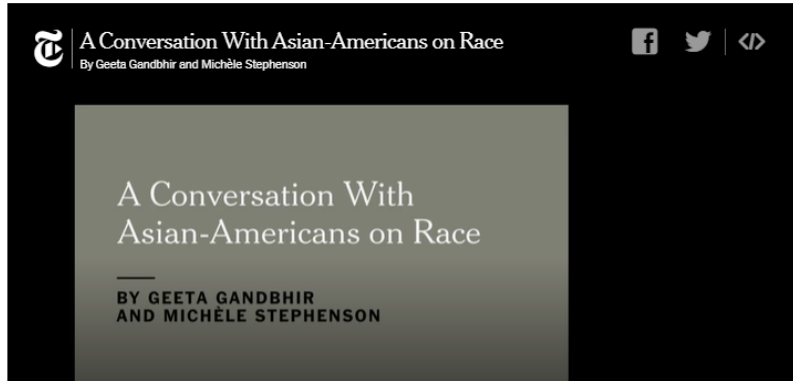 A Conversation With Asian-Americans on Race
By Geeta Gandbhir and Michèle Stephenson
A Conversation With
Asian-Americans on Race
BY GEETA GANDBHIR
AND MICHÈLE STEPHENSON